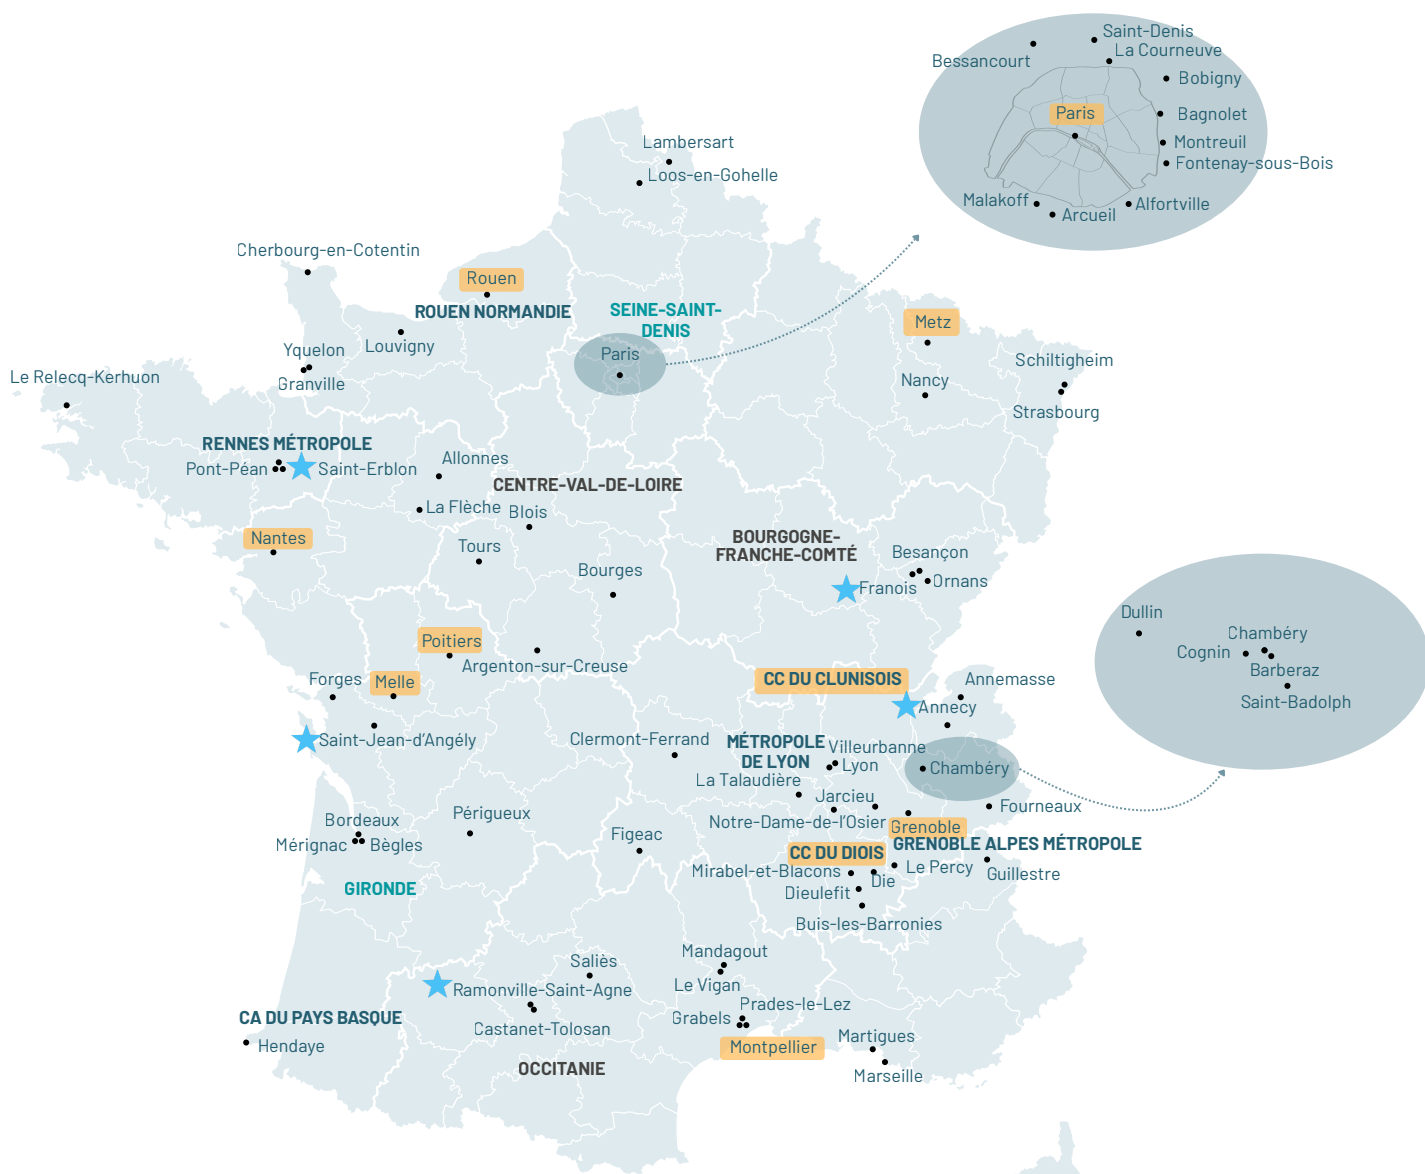 Saint-Denis
La Courneuve
Bessancourt
Bobigny
Paris
Bagnolet
Montreuil
Fontenay-sous-Bois
Malakoff
Arcueil
Alfortville
Lambersart
Loos-en-Gohelle
Cherbourg-en-Cotentin
Rouen
ROUEN NORMANDIE
SEINE-SAINT-
DENIS
Metz
Louvigny
Yquelon
Granville
Paris
Nancy
Schiltigheim
Strasbourg
Le Relecq-Kerhuon
RENNES MÉTROPOLE
Pont-Péan
Saint-Erblon
Allonnes
CENTRE-VAL-DE-LOIRE
La Flèche
Blois
Nantes
Tours
Bourges
BOURGOGNE-
FRANCHE-COMTÉ
Besançon
Franois
Ornans
Dullin
Chambéry
Cognin
Barberaz
Saint-Badolph
Poitiers
Argenton-sur-Creuse
Forges
Melle
CC DU CLUNISOIS
Annemasse
Annecy
Saint-Jean-d’Angély
Clermont-Ferrand
MÉTROPOLE
DE LYON
Villeurbanne
Lyon
Chambéry
La Talaudière
Jarcieu
Fourneaux
Notre-Dame-de-l’Osier
Grenoble
GRENOBLE ALPES MÉTROPOLE
Bordeaux
Mérignac
Bègles
Périgueux
Figeac
CC DU DIOIS
Mirabel-et-Blacons
Die
Le Percy
Guillestre
Dieulefit
Buis-les-Barronies
GIRONDE
Saliès
Mandagout
Le Vigan
Ramonville-Saint-Agne
Castanet-Tolosan
Prades-le-Lez
Grabels
Montpellier
CA DU PAYS BASQUE
Hendaye
Martigues
Marseille
OCCITANIE